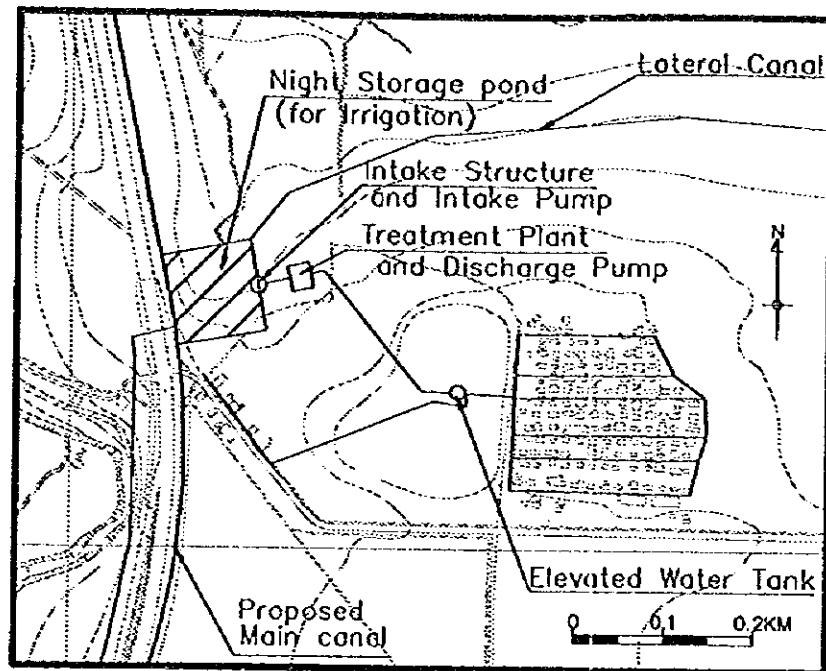 Night Storage pond
(for Irrigation)
Lateral Canal
Intake Structure
and Intake Pump
Treatment Plant
and Discharge Pump
N
Elevated Water Tank
Proposed
Main canal
0 0.1 0.2KM